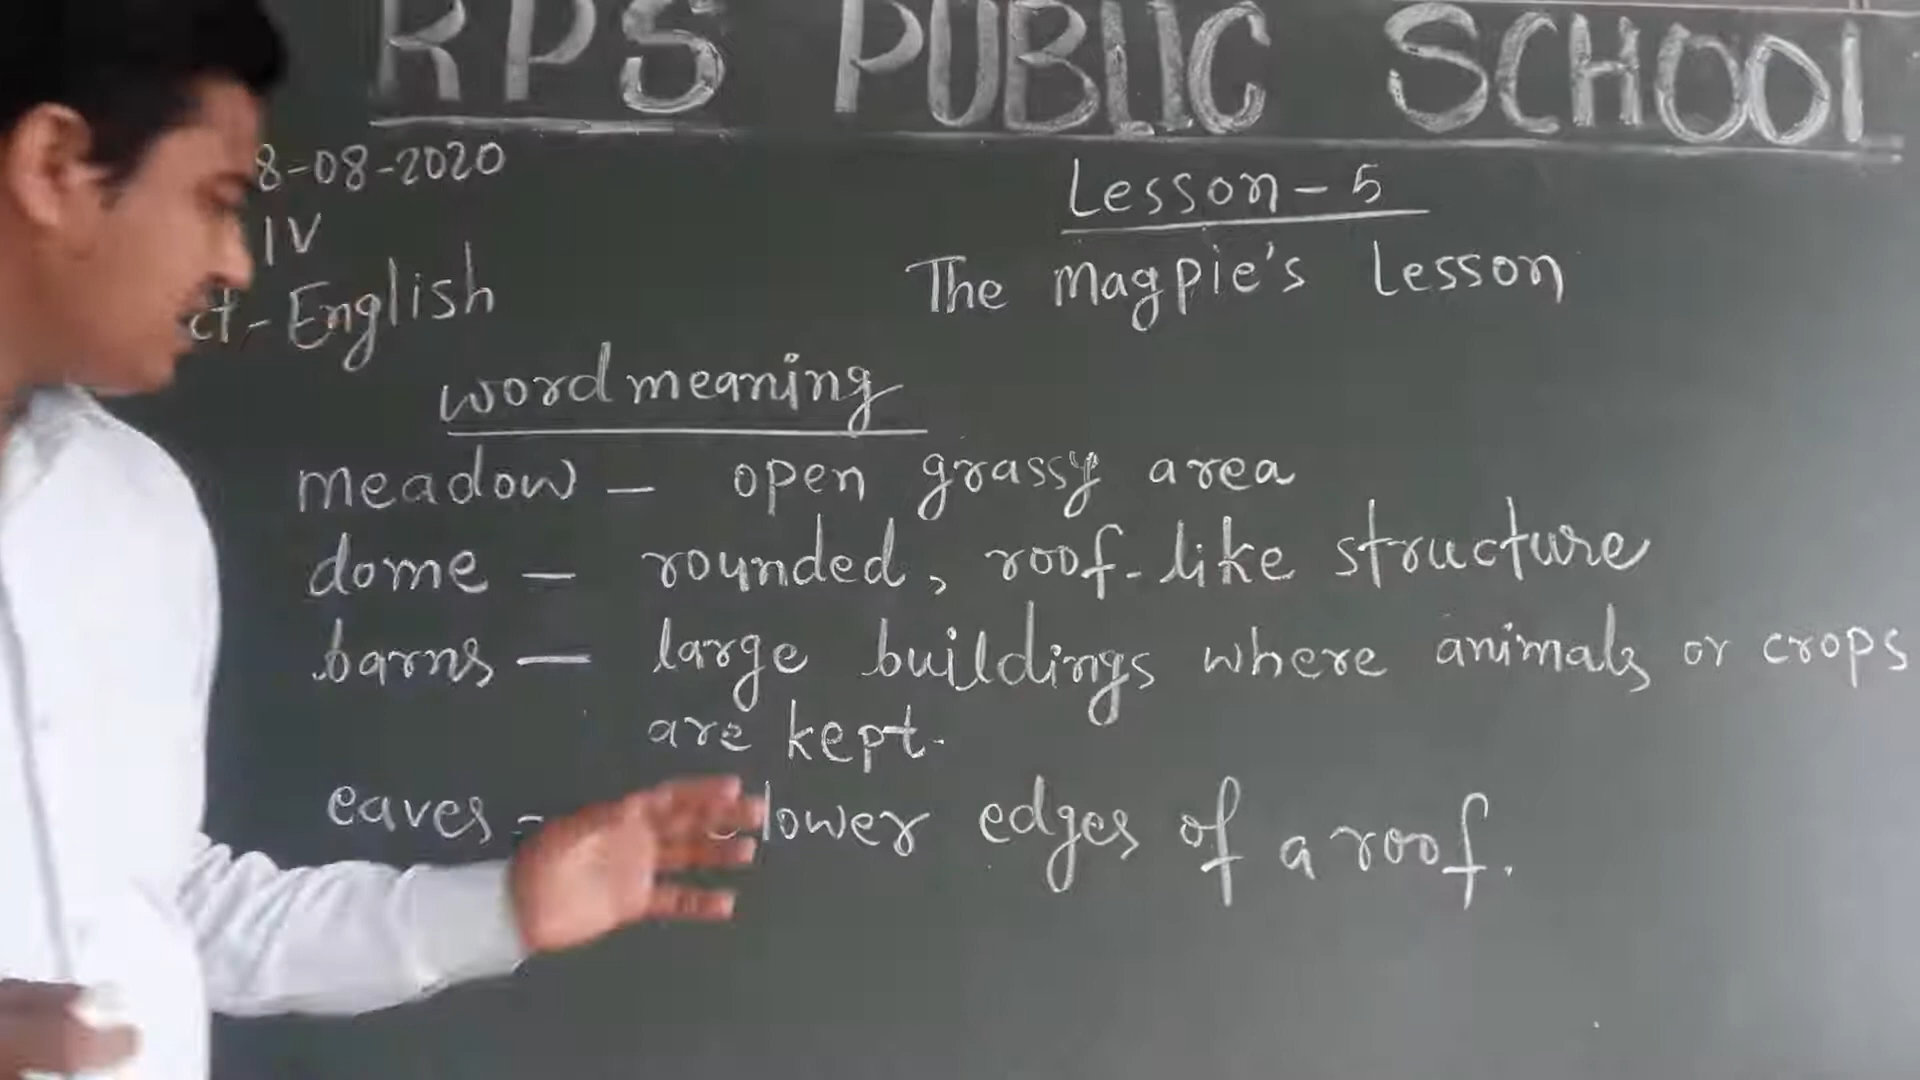 RPS PUBLIC SCHOOL
8-08-2020
IV
ct - English
Lesson - 5
The Magpie's Lesson
word meaning
meadow — open grassy area
dome — rounded, roof-like structure
barns — large buildings where animals or crops
are kept.
eaves - lower edges of a roof.